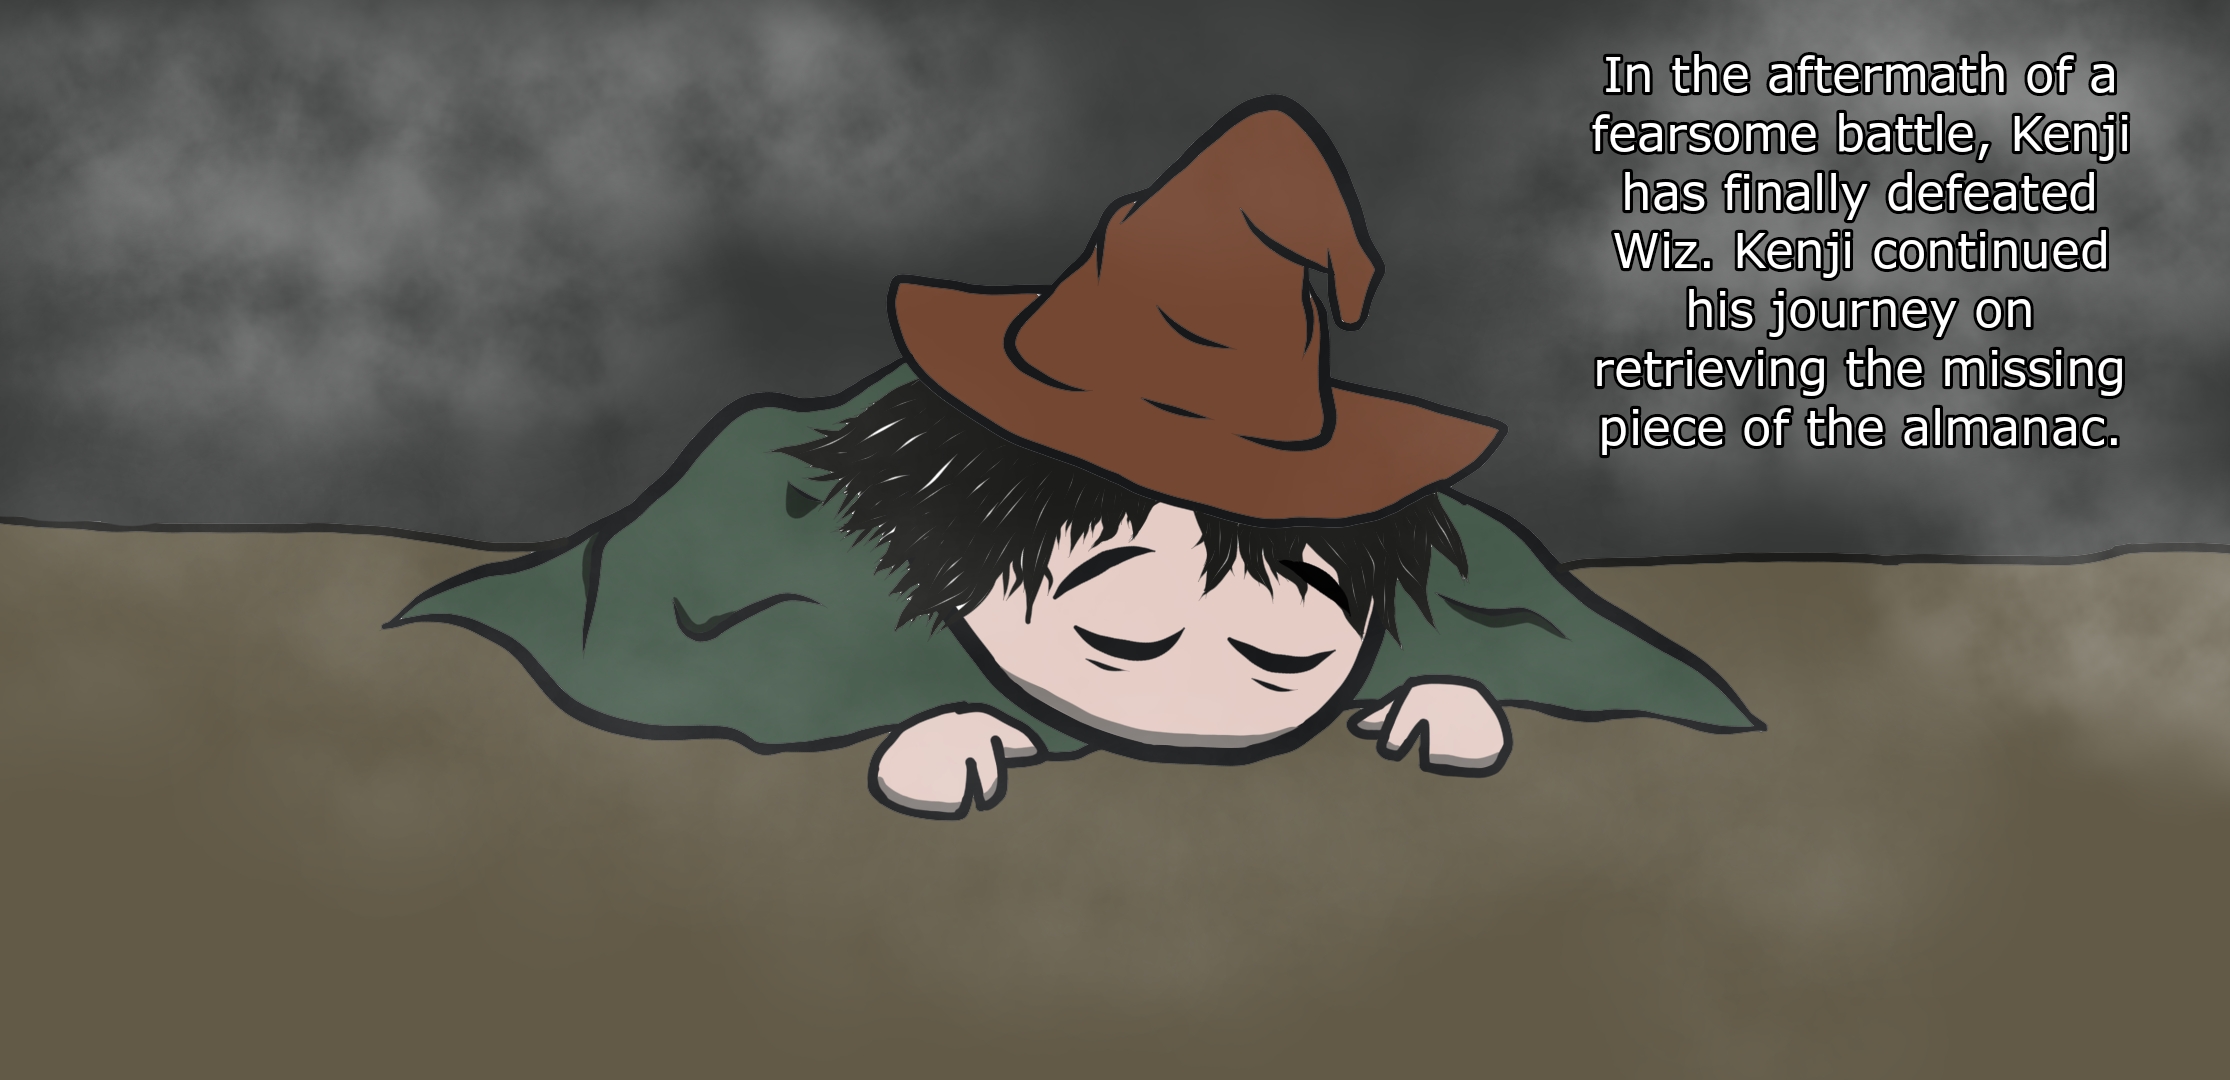 In the aftermath of a
fearsome battle, Kenji
has finally defeated
Wiz. Kenji continued
his journey on
retrieving the missing
piece of the almanac.